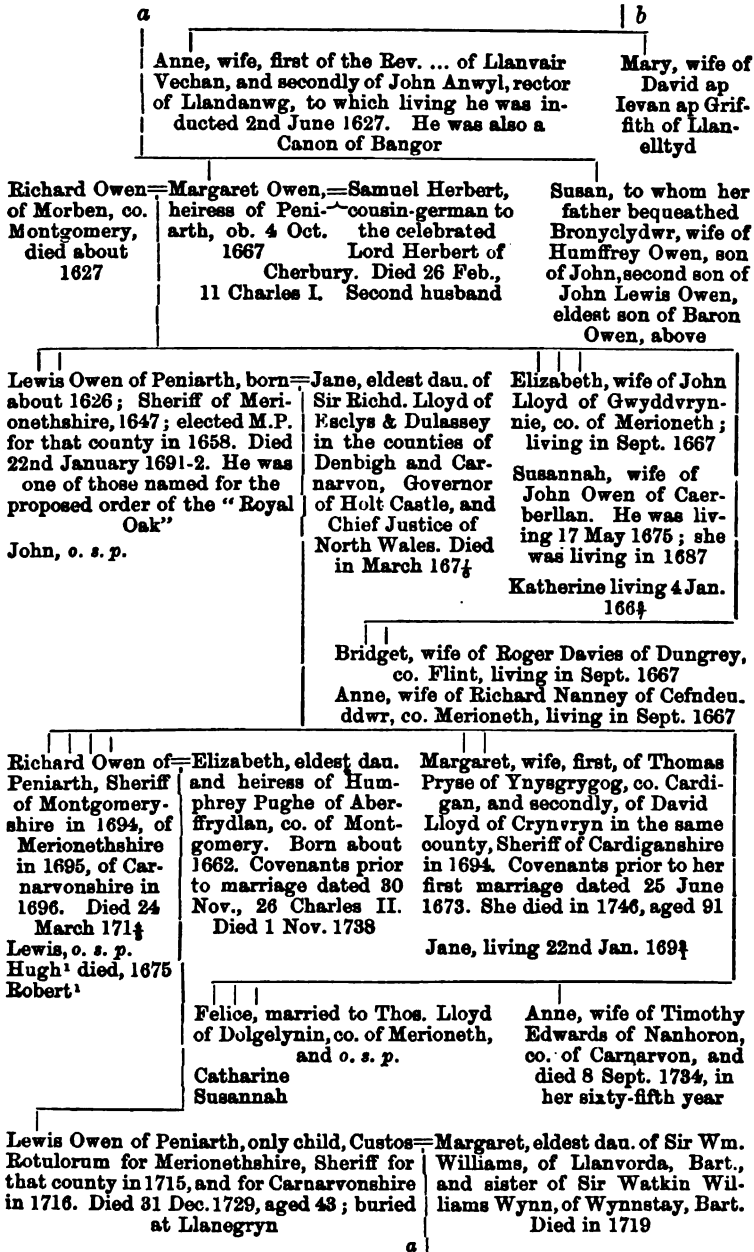 a b
Anne, wife, first of the Rev. ... of Llanvair
Vechan, and secondly of John Anwyl, rector
of Llandanwg, to which living he was in-
ducted 2nd June 1627. He was also a
Canon of Bangor
Mary, wife of
David ap
Ievan ap Grif-
fith of Llan-
elltyd
Richard Owen=
of Morben, co.
Montgomery,
died about
1627
Margaret Owen,=
heiress of Peni-
arth, ob. 4 Oct.
1667
Samuel Herbert,
cousin-german to
the celebrated
Lord Herbert of
Cherbury. Died 26 Feb.,
11 Charles I. Second husband
Susan, to whom her
father bequeathed
Bronyclydwr, wife of
Humffrey Owen, son
of John, second son of
John Lewis Owen,
eldest son of Baron
Owen, above
Lewis Owen of Peniarth, born=
about 1626; Sheriff of Meri-
onethshire, 1647; elected M.P.
for that county in 1658. Died
22nd January 1691-2. He was
one of those named for the
proposed order of the "Royal
Oak"
John, o. s. p.
Jane, eldest dau. of
Sir Richd. Lloyd of
Esclys & Dulassey
in the counties of
Denbigh and Car-
narvon, Governor
of Holt Castle, and
Chief Justice of
North Wales. Died
in March 167
Elizabeth, wife of John
Lloyd of Gwyddvryn-
nie, co. of Merioneth;
living in Sept. 1667
Susannah, wife of
John Owen of Caer-
berllan. He was liv-
ing 17 May 1675; she
was living in 1687
Katherine living 4 Jan.
166
Bridget, wife of Roger Davies of Dungrey,
co. Flint, living in Sept. 1667
Anne, wife of Richard Nanney of Cefndeu-
ddwr, co. Merioneth, living in Sept. 1667
Richard Owen of=
Peniarth, Sheriff
of Montgomery-
shire in 1694, of
Merionethshire
in 1695, of Car-
narvonshire in
1696. Died 24
March 171
Lewis, o. s. p.
Hugh¹ died, 1675
Robert¹
Elizabeth, eldest dau.
and heiress of Hum-
phrey Pughe of Aber-
ffrydlan, co. of Mont-
gomery. Born about
1662. Covenants prior
to marriage dated 30
Nov., 26 Charles II.
Died 1 Nov. 1738
Margaret, wife, first, of Thomas
Pryse of Ynysgrygog, co. Cardi-
gan, and secondly, of David
Lloyd of Crynvryn in the same
county, Sheriff of Cardiganshire
in 1694. Covenants prior to her
first marriage dated 25 June
1673. She died in 1746, aged 91
Jane, living 22nd Jan. 169
Felice, married to Thos. Lloyd
of Dolgelynin, co. of Merioneth,
and o. s. p.
Catharine
Susannah
Anne, wife of Timothy
Edwards of Nanhoron,
co. of Carnarvon, and
died 8 Sept. 1734, in
her sixty-fifth year
Lewis Owen of Peniarth, only child, Custos=
Rotulorum for Merionethshire, Sheriff for
that county in 1715, and for Carnarvonshire
in 1716. Died 31 Dec. 1729, aged 43; buried
at Llanegryn
Margaret, eldest dau. of Sir Wm.
Williams, of Llanvorda, Bart.,
and sister of Sir Watkin Wil-
liams Wynn, of Wynnstay, Bart.
Died in 1719
a